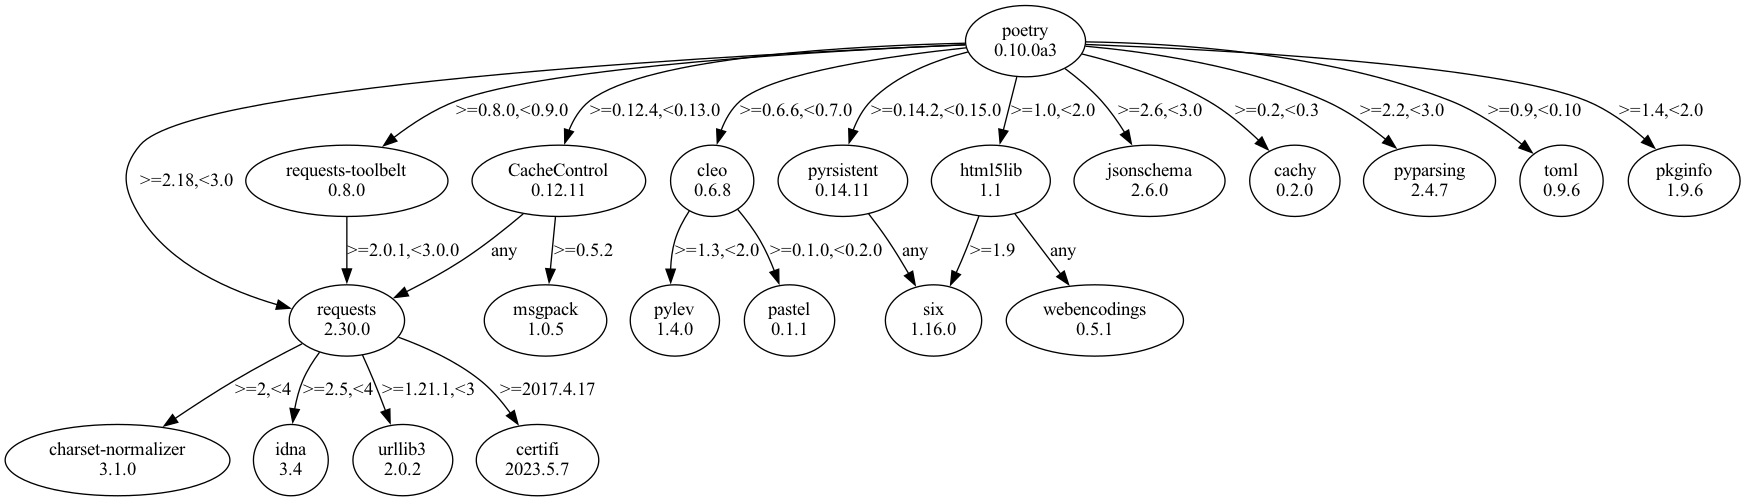 poetry
0.10.0a3
>=0.8.0,<0.9.0
>=0.12.4,<0.13.0
>=0.6.6,<0.7.0
>=0.14.2,<0.15.0
>=1.0,<2.0
>=2.6,<3.0
>=0.2,<0.3
>=2.2,<3.0
>=0.9,<0.10
>=1.4,<2.0
>=2.18,<3.0
requests-toolbelt
0.8.0
CacheControl
0.12.11
cleo
0.6.8
pyrsistent
0.14.11
html5lib
1.1
jsonschema
2.6.0
cachy
0.2.0
pyparsing
2.4.7
toml
0.9.6
pkginfo
1.9.6
>=2.0.1,<3.0.0
any
>=0.5.2
>=1.3,<2.0
>=0.1.0,<0.2.0
any
>=1.9
any
requests
2.30.0
msgpack
1.0.5
pylev
1.4.0
pastel
0.1.1
six
1.16.0
webencodings
0.5.1
>=2,<4
>=2.5,<4
>=1.21.1,<3
>=2017.4.17
charset-normalizer
3.1.0
idna
3.4
urllib3
2.0.2
certifi
2023.5.7